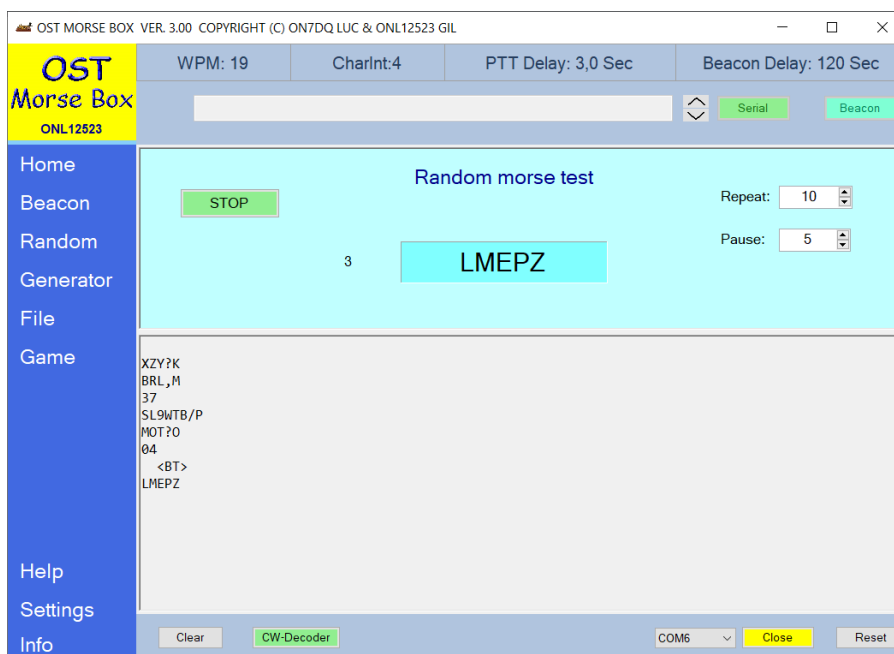 OST MORSE BOX VER. 3.00 COPYRIGHT (C) ON7DQ LUC & ONL12523 GIL
OST
Morse Box
ONL12523
WPM: 19 CharInt:4 PTT Delay: 3,0 Sec Beacon Delay: 120 Sec
Serial Beacon
Home
Beacon
Random
Generator
File
Game
Help
Settings
Info
Random morse test
STOP
Repeat: 10
Pause: 5
3 LMEPZ
XZY?K
BRL,M
37
SL9WTB/P
MOT?O
04
<BT>
LMEPZ
Clear CW-Decoder COM6 Close Reset